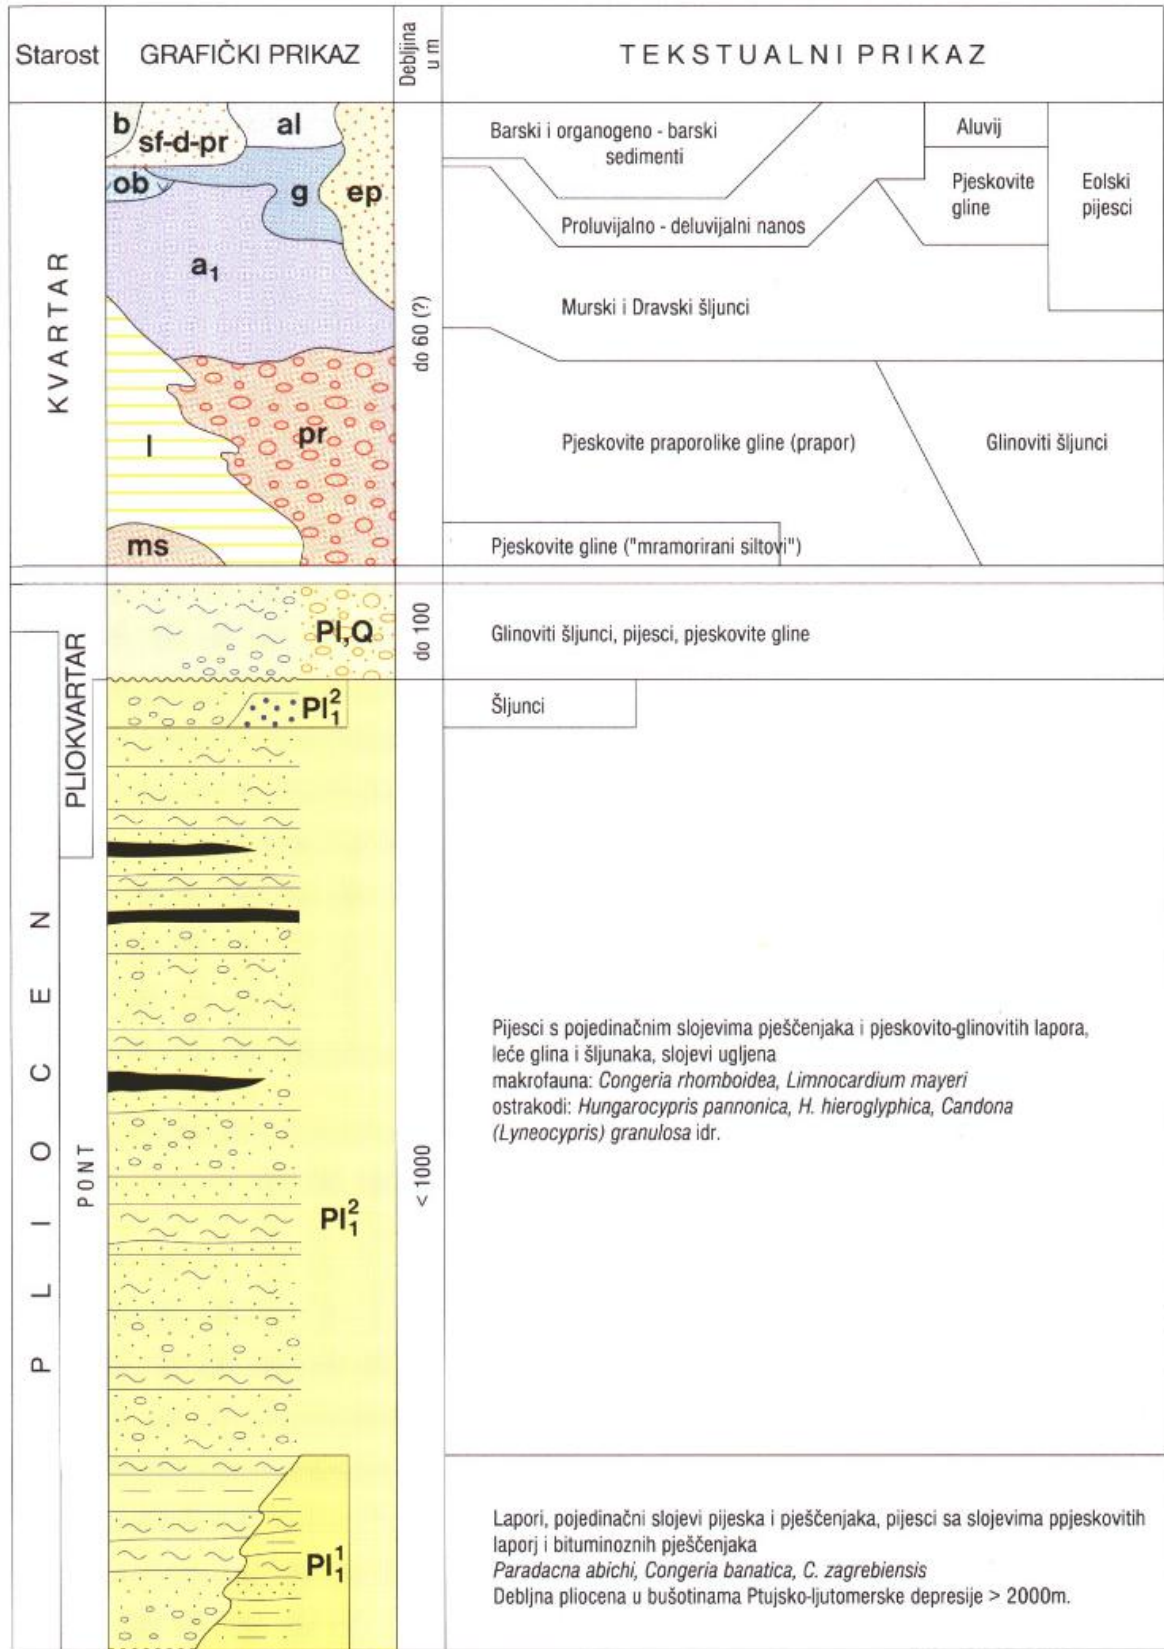 Starost
GRAFIČKI PRIKAZ
Debljina
u m
TEKSTUALNI PRIKAZ
KVARTAR
b
sf-d-pr
al
ob
g
ep
a1
l
pr
ms
do 60 (?)
Barski i organogeno - barski
sedimenti
Aluvij
Pjeskovite
gline
Eolski
pijesci
Proluvijalno - deluvijalni nanos
Murski i Dravski šljunci
Pjeskovite praporolike gline (prapor)
Glinoviti šljunci
Pjeskovite gline ("mramorirani siltovi")
PLIOCEN
PLIOKVARTAR
Pl,Q
do 100
Glinoviti šljunci, pijesci, pjeskovite gline
Pl₁²
Šljunci
PONT
Pl₁²
< 1000
Pijesci s pojedinačnim slojevima pješčenjaka i pjeskovito-glinovitih lapora,
leće glina i šljunaka, slojevi ugljena
makrofauna: Congeria rhomboidea, Limnocardium mayeri
ostrakodi: Hungarocypris pannonica, H. hieroglyphica, Candona
(Lyneocypris) granulosa idr.
Pl₁¹
Lapori, pojedinačni slojevi pijeska i pješčenjaka, pijesci sa slojevima ppjeskovitih
laporj i bituminoznih pješčenjaka
Paradacna abichi, Congeria banatica, C. zagrebiensis
Debljna pliocena u bušotinama Ptujsko-ljutomerske depresije > 2000m.